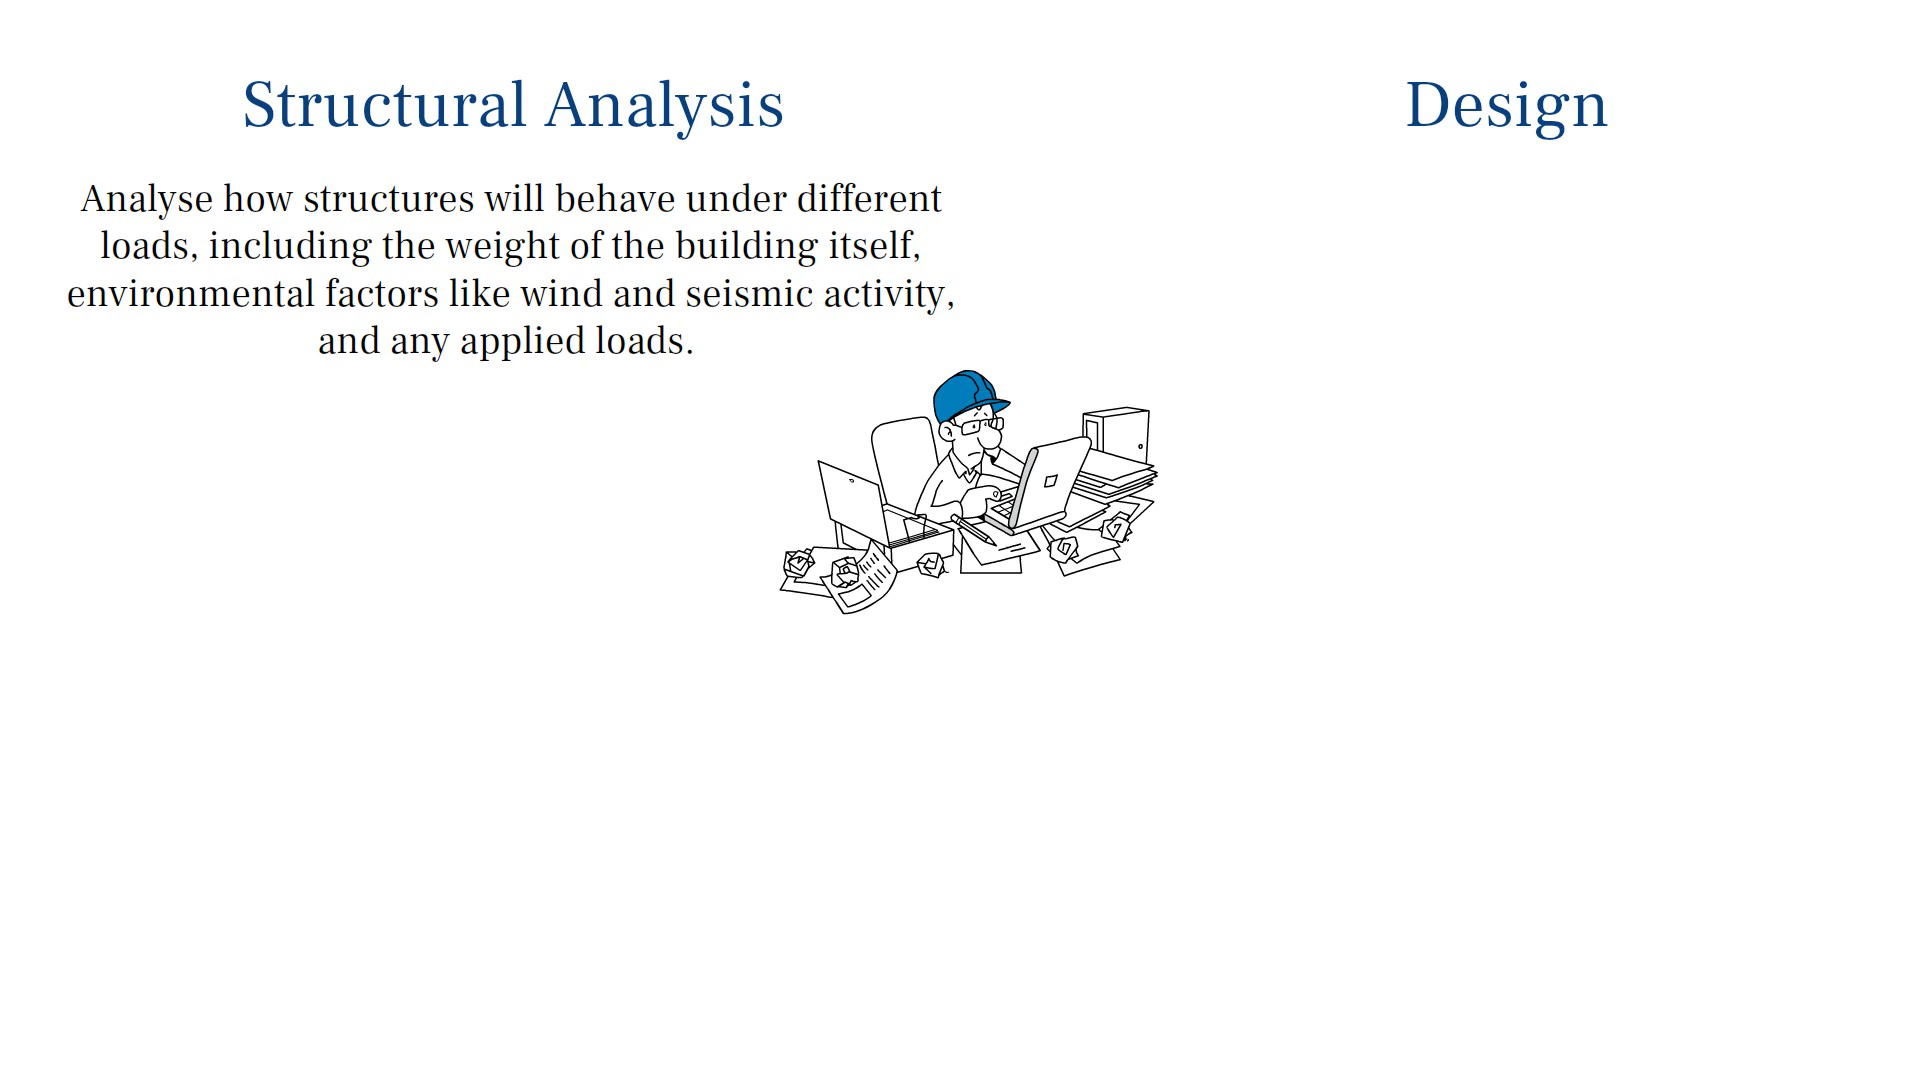 Structural Analysis
Design
Analyse how structures will behave under different
loads, including the weight of the building itself,
environmental factors like wind and seismic activity,
and any applied loads.